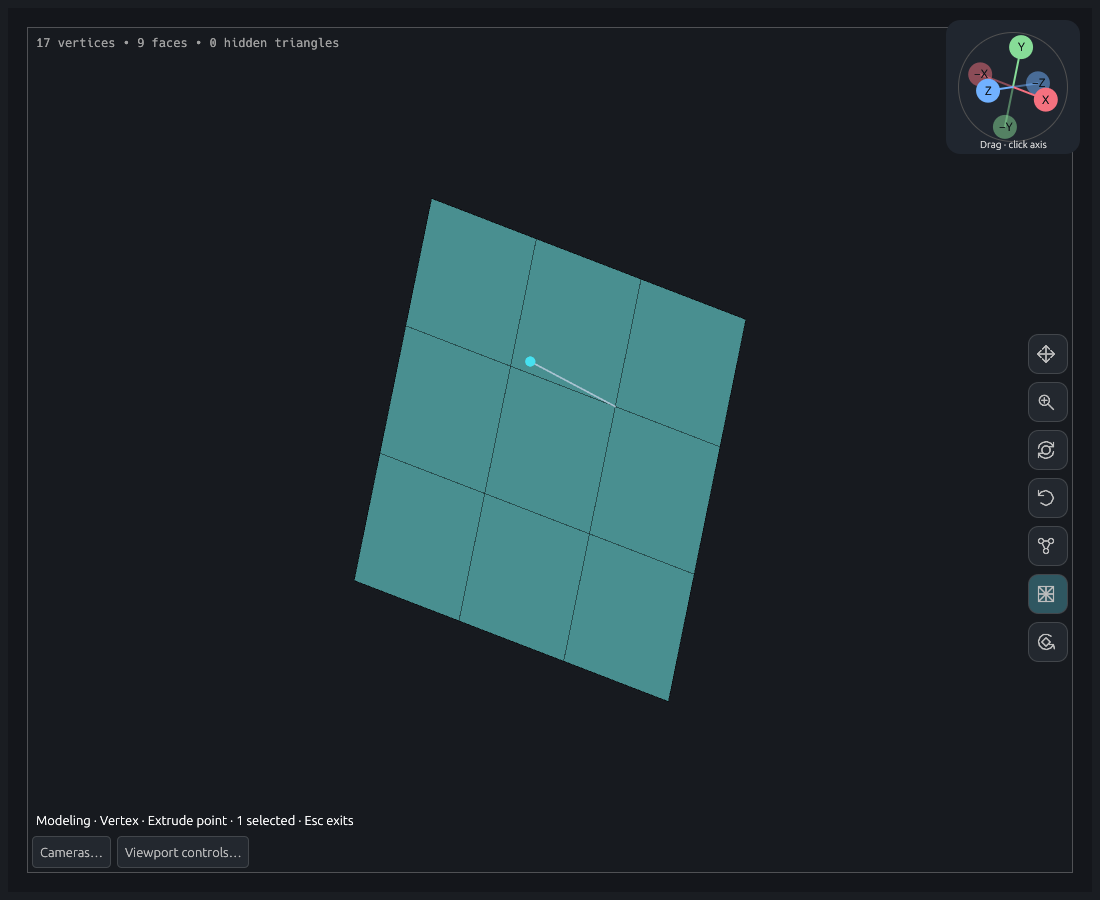 17 vertices • 9 faces • 0 hidden triangles
Y
−X
−Z
Z
X
−Y
Drag · click axis
Modeling · Vertex · Extrude point · 1 selected · Esc exits
Cameras…
Viewport controls…